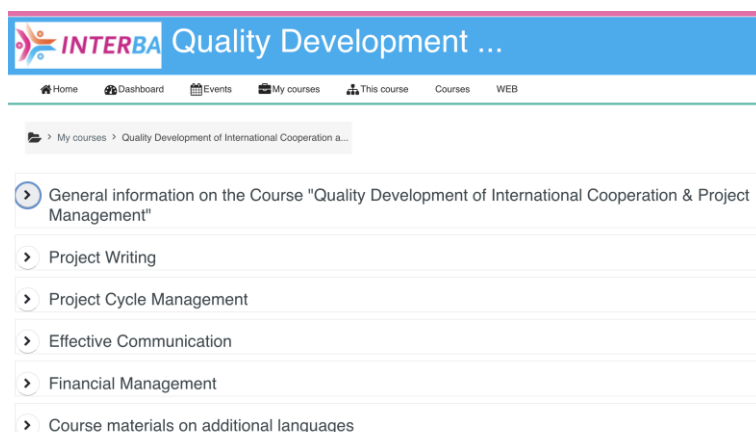 INTERBA Quality Development ...
Home Dashboard Events My courses This course Courses WEB
> My courses > Quality Development of International Cooperation a...
General information on the Course "Quality Development of International Cooperation & Project
Management"
Project Writing
Project Cycle Management
Effective Communication
Financial Management
Course materials on additional languages